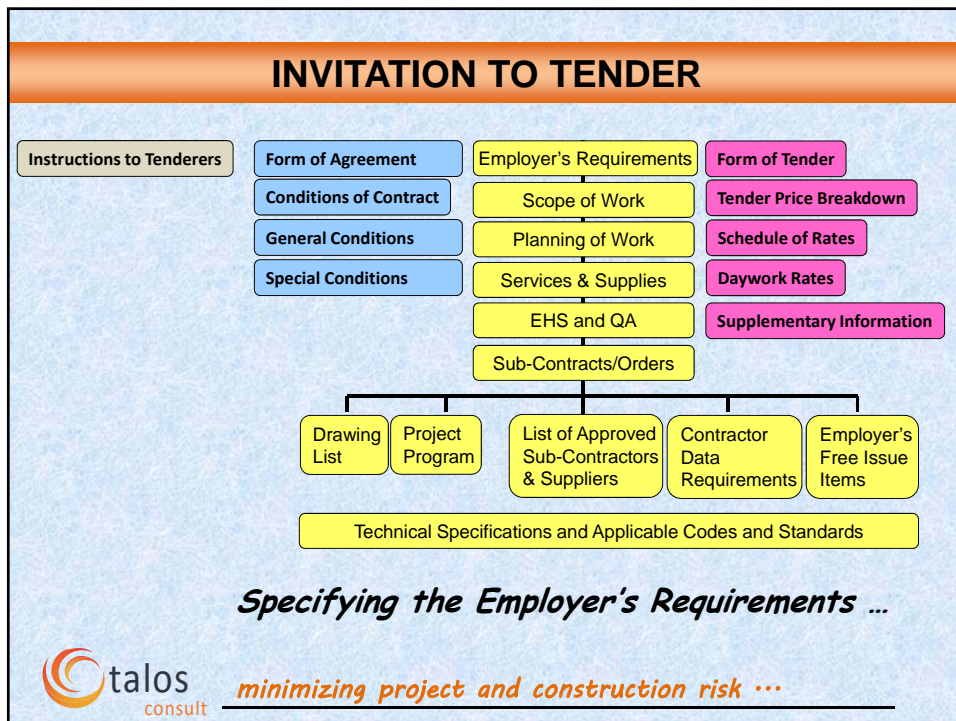 INVITATION TO TENDER
Instructions to Tenderers
Form of Agreement
Conditions of Contract
General Conditions
Special Conditions
Employer's Requirements
Scope of Work
Planning of Work
Services & Supplies
EHS and QA
Sub-Contracts/Orders
Form of Tender
Tender Price Breakdown
Schedule of Rates
Daywork Rates
Supplementary Information
Drawing
List
Project
Program
List of Approved
Sub-Contractors
& Suppliers
Contractor
Data
Requirements
Employer's
Free Issue
Items
Technical Specifications and Applicable Codes and Standards
Specifying the Employer's Requirements …
talos
consult
minimizing project and construction risk …